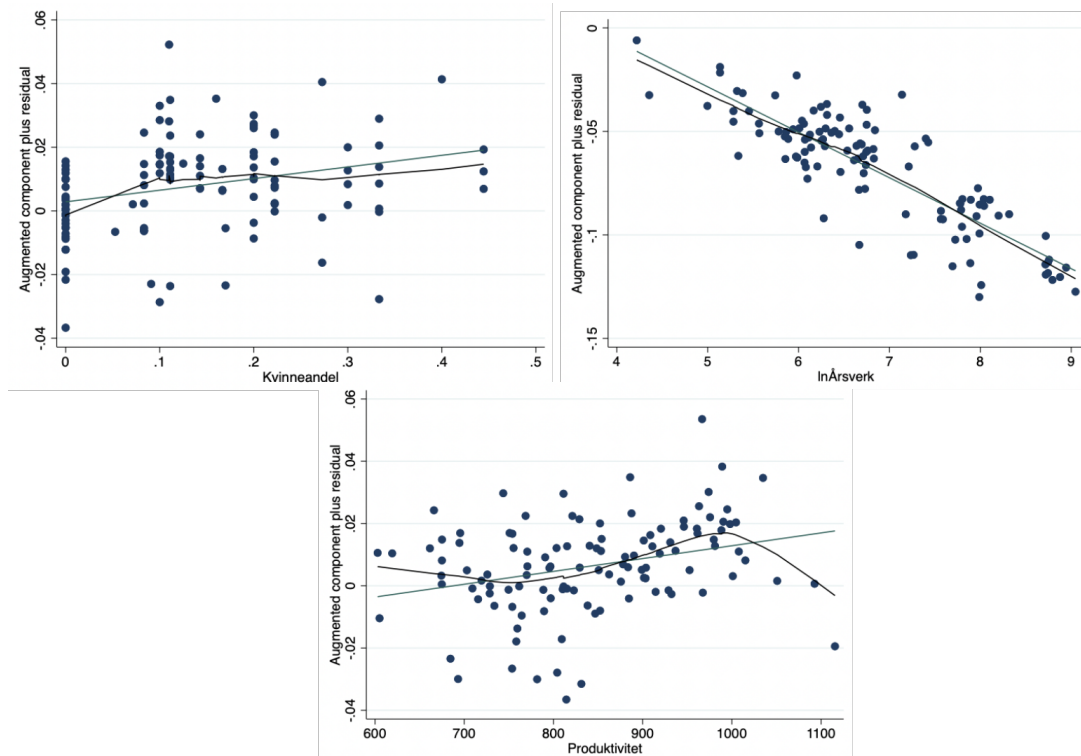 Augmented component plus residual
.06
.04
.02
0
-.02
-.04
0 .1 .2 .3 .4 .5
Kvinneandel
Augmented component plus residual
0
-.05
-.1
-.15
4 5 6 7 8 9
lnÅrsverk
Augmented component plus residual
.06
.04
.02
0
-.02
-.04
600 700 800 900 1000 1100
Produktivitet